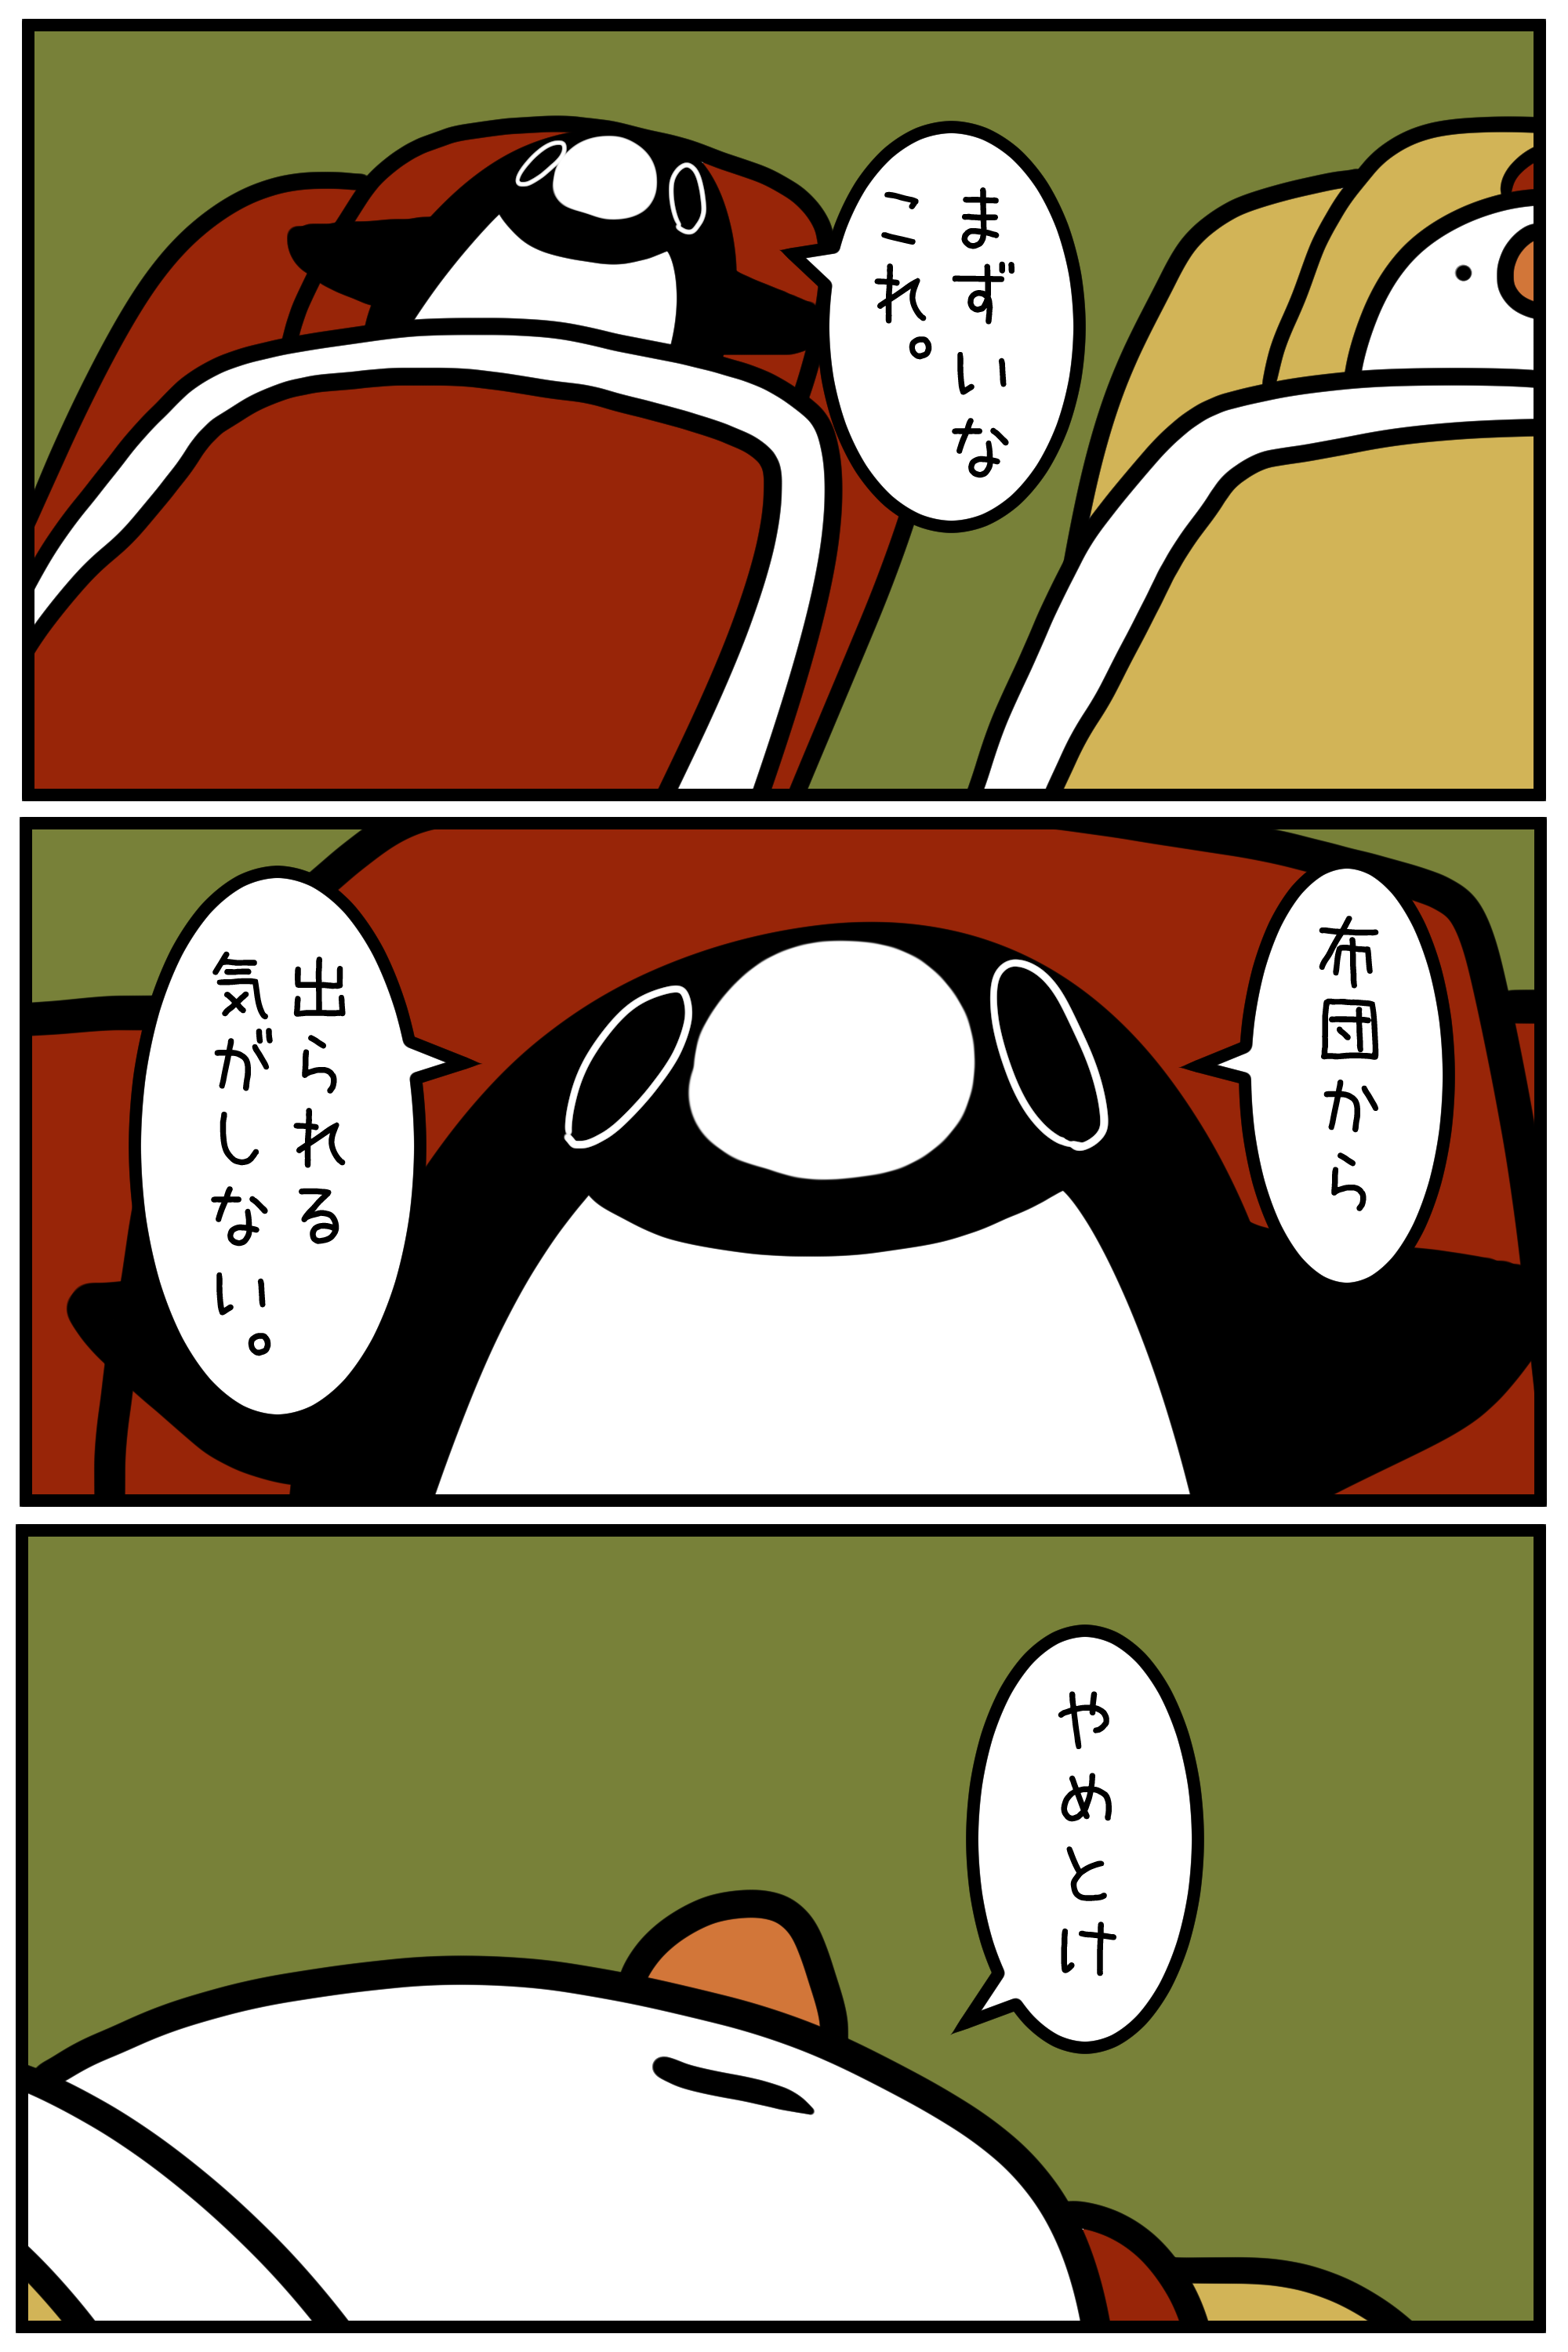 まずいな
これ。
布団から
出られる
気がしない。
やめとけ